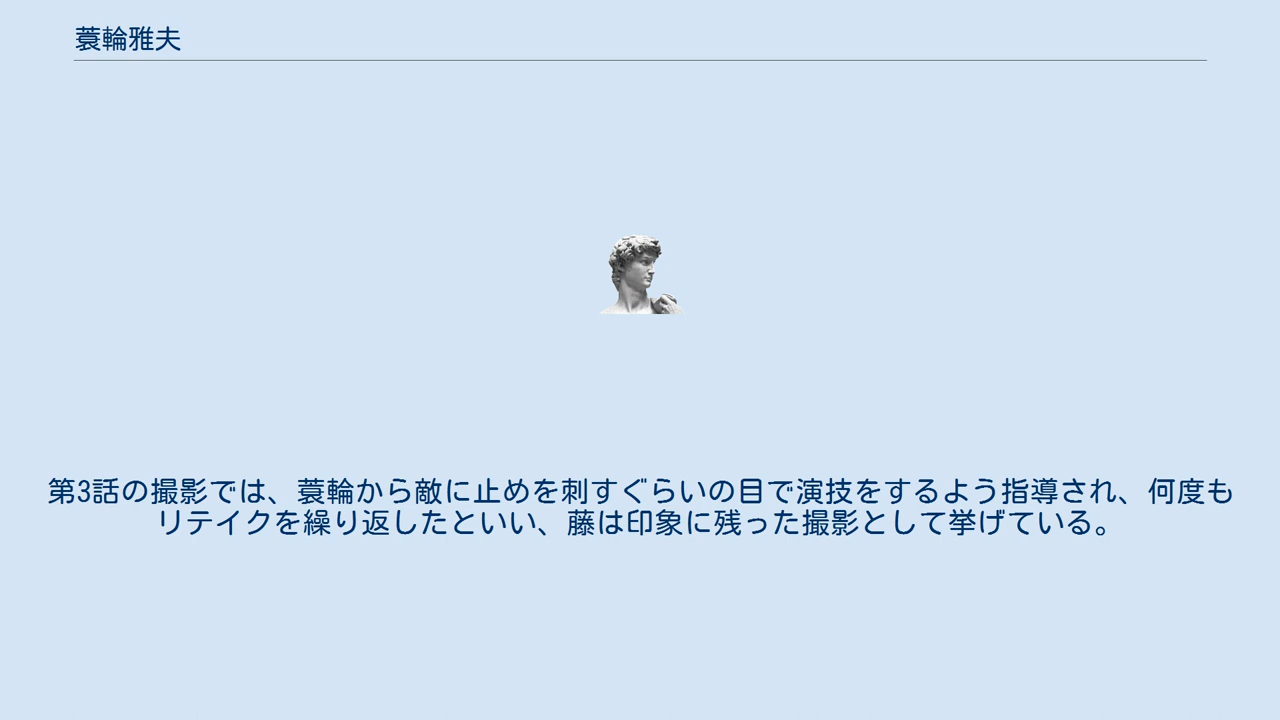 蓑輪雅夫
第3話の撮影では、蓑輪から敵に止めを刺すぐらいの目で演技をするよう指導され、何度も
リテイクを繰り返したといい、藤は印象に残った撮影として挙げている。